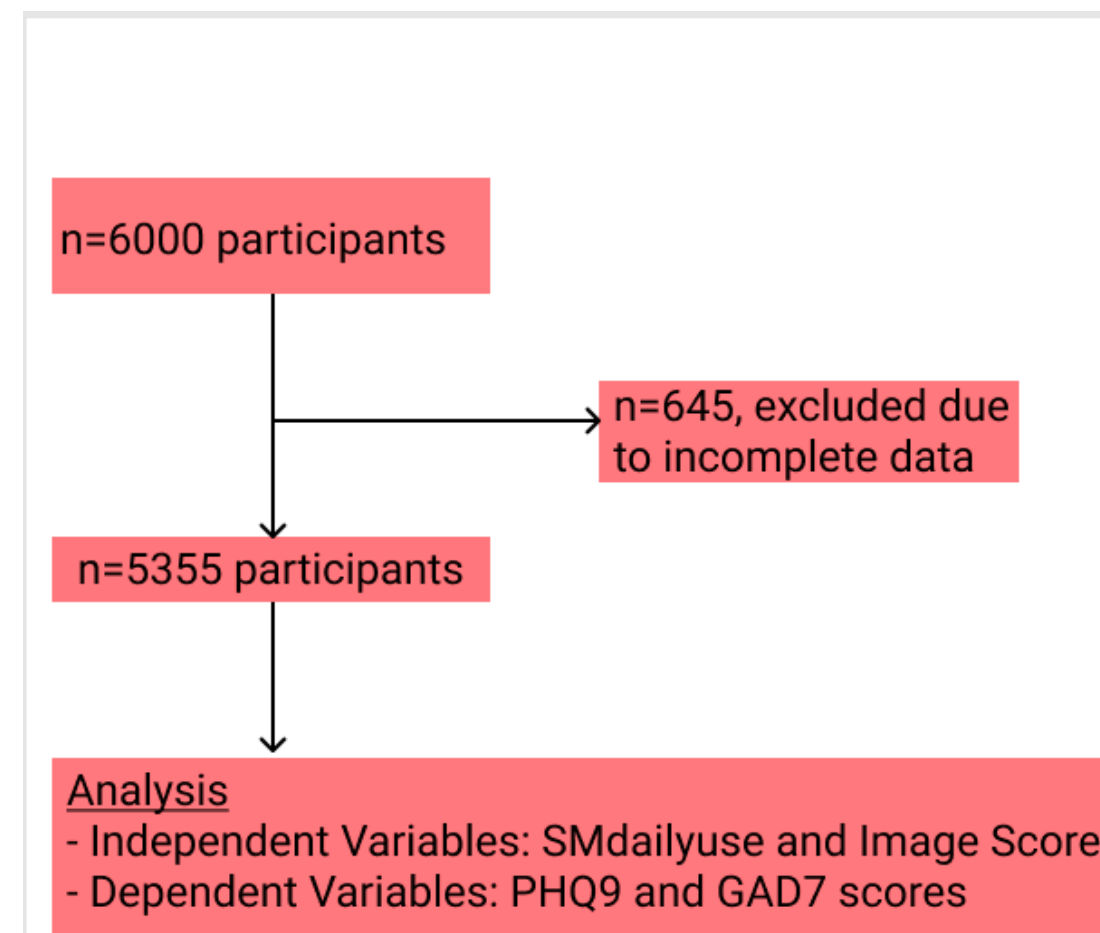 n=6000 participants
n=645, excluded due
to incomplete data
n=5355 participants
Analysis
- Independent Variables: SMdailyuse and Image Score
- Dependent Variables: PHQ9 and GAD7 scores